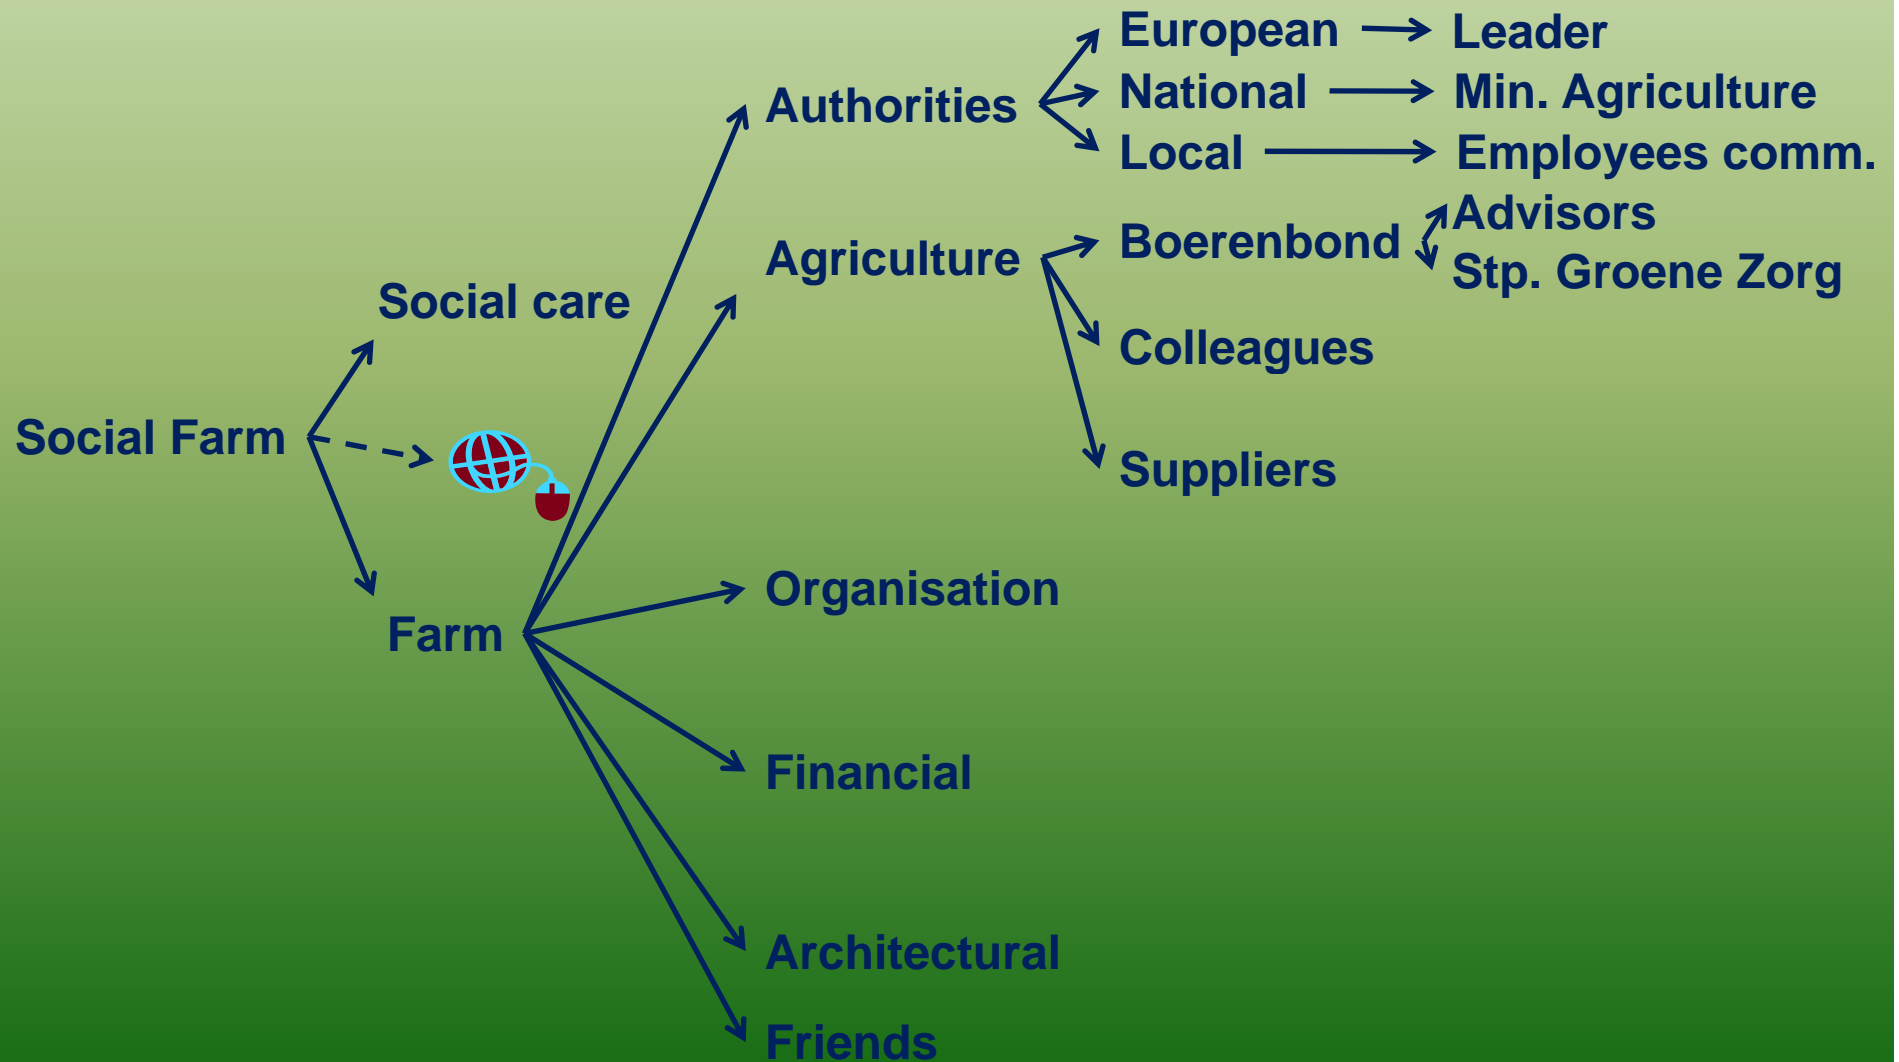 European
Leader
Authorities
National
Min. Agriculture
Local
Employees comm.
Advisors
Agriculture
Boerenbond
Stp. Groene Zorg
Social care
Colleagues
Social Farm
Suppliers
Organisation
Farm
Financial
Architectural
Friends